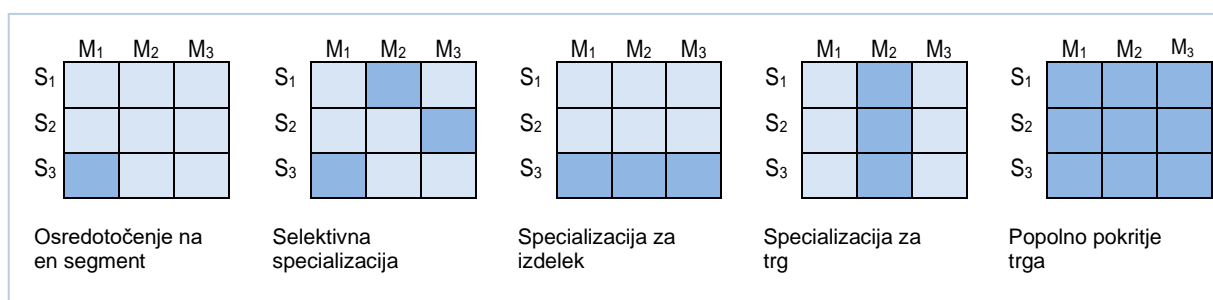 M₁ M₂ M₃
S₁
S₂
S₃
Osredotočenje na
en segment
M₁ M₂ M₃
S₁
S₂
S₃
Selektivna
specializacija
M₁ M₂ M₃
S₁
S₂
S₃
Specializacija za
izdelek
M₁ M₂ M₃
S₁
S₂
S₃
Specializacija za
trg
M₁ M₂ M₃
S₁
S₂
S₃
Popolno pokritje
trga